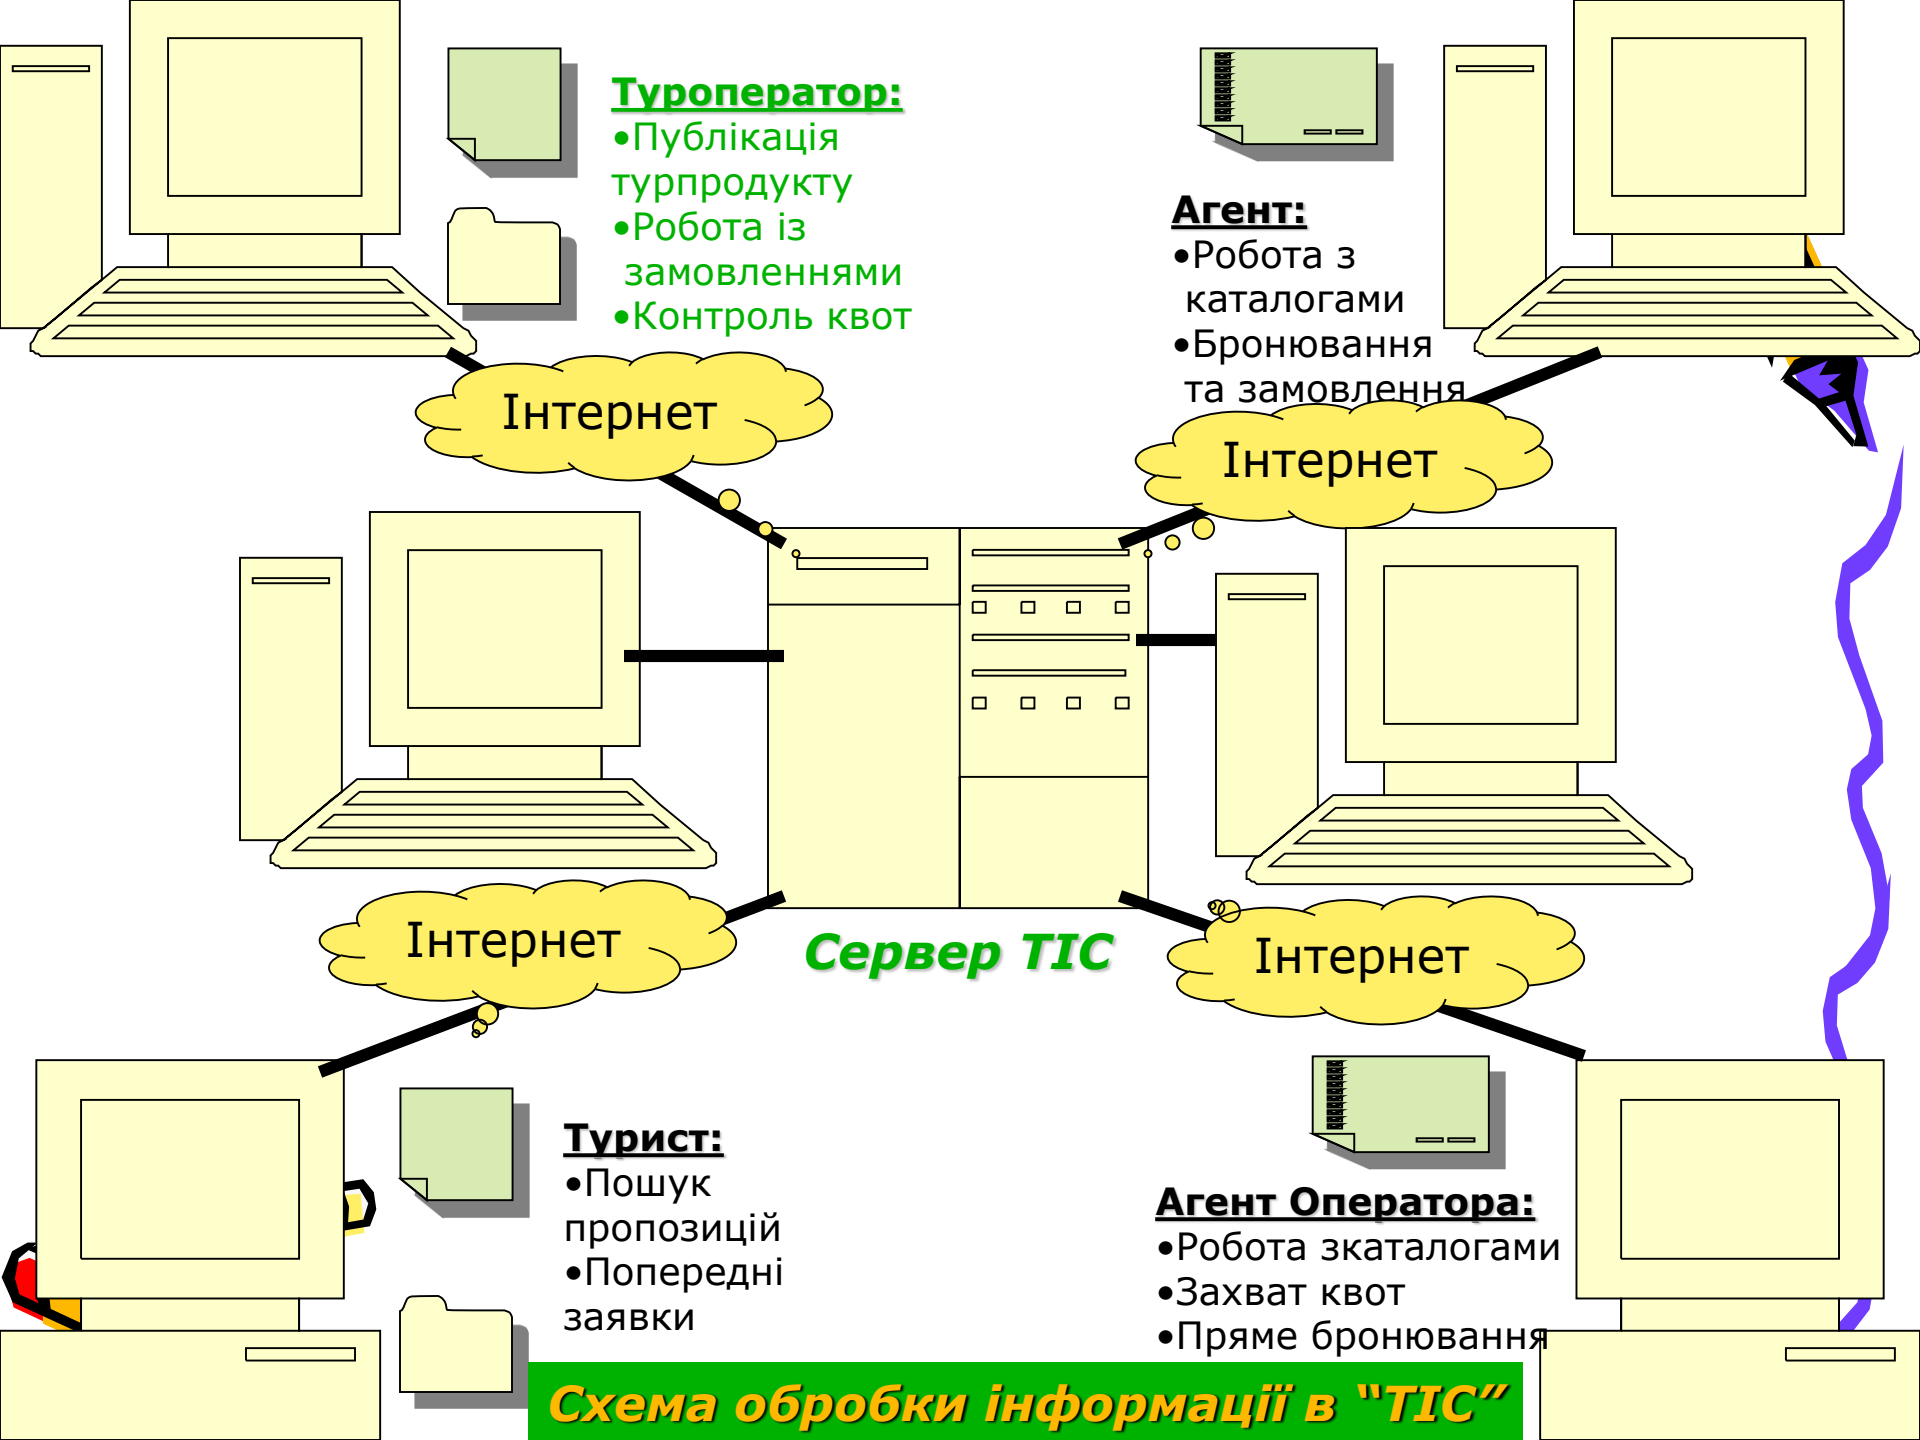 Туроператор:
•Публікація
турпродукту
•Робота із
замовленнями
•Контроль квот
Агент:
•Робота з
каталогами
•Бронювання
та замовлення
Інтернет
Інтернет
Інтернет
Сервер ТІС
Інтернет
Турист:
•Пошук
пропозицій
•Попередні
заявки
Агент Оператора:
•Робота зкаталогами
•Захват квот
•Пряме бронювання
Схема обробки інформації в “ТІС”